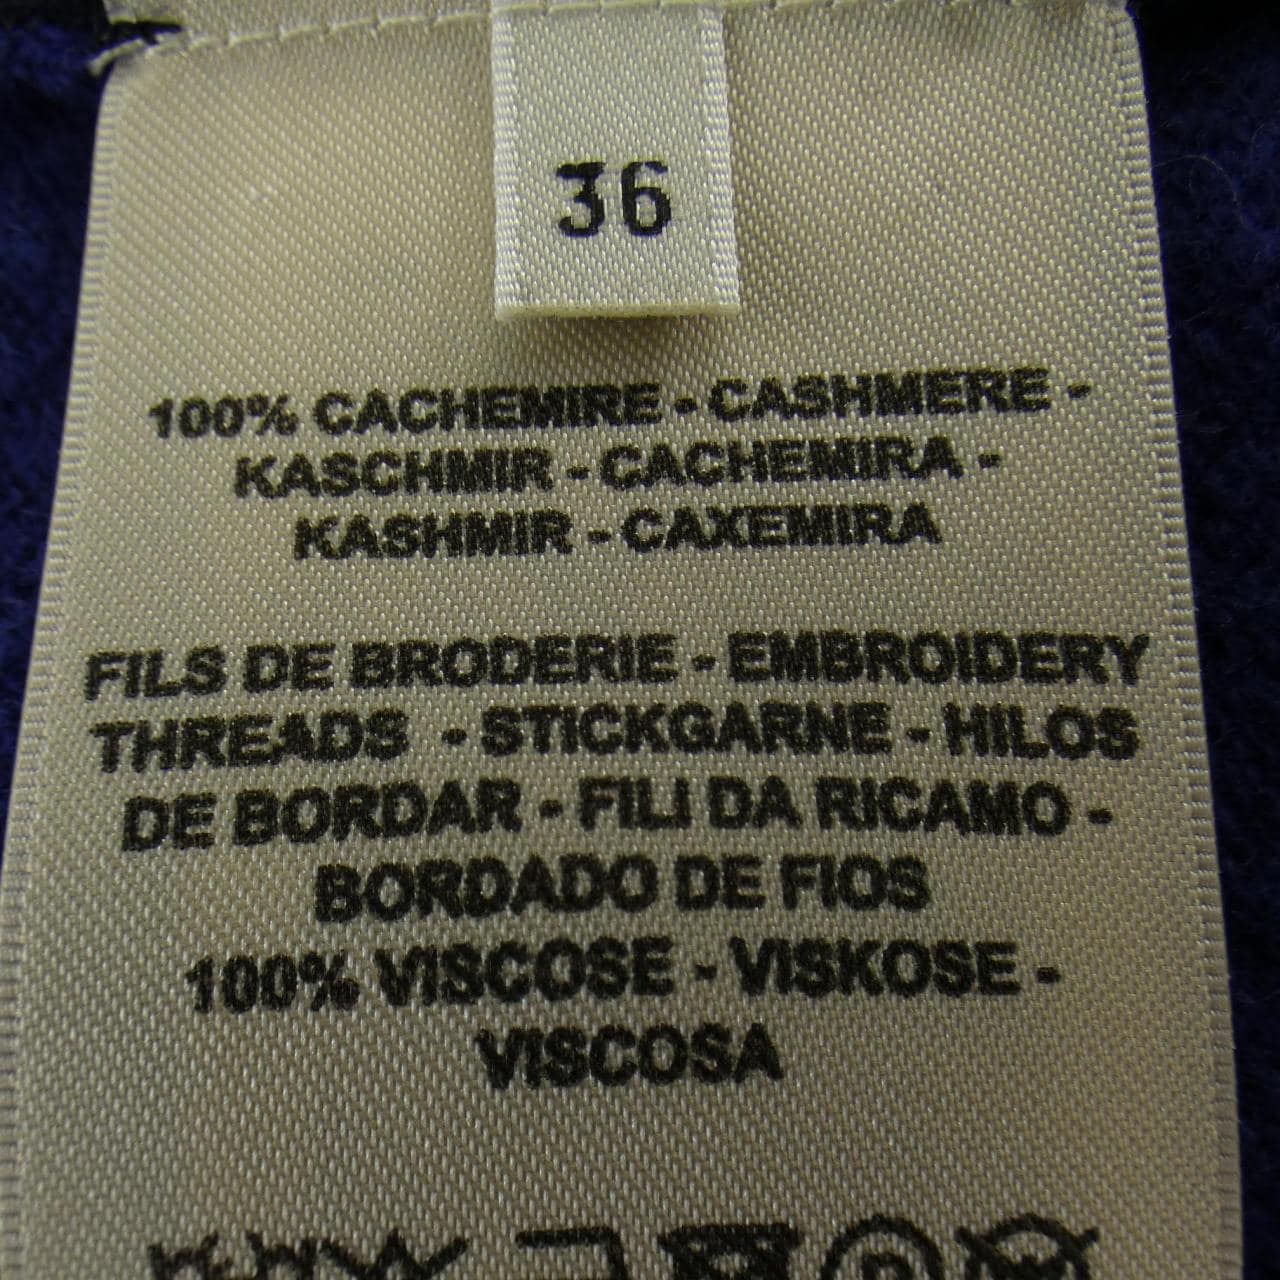 36
100% CACHEMIRE - CASHMERE -
KASCHMIR - CACHEMIRA -
KASHMIR - CAXEMIRA
FILS DE BRODERIE - EMBROIDERY
THREADS - STICKGARNE - HILOS
DE BORDAR - FILI DA RICAMO -
BORDADO DE FIOS
100% VISCOSE - VISKOSE -
VISCOSA